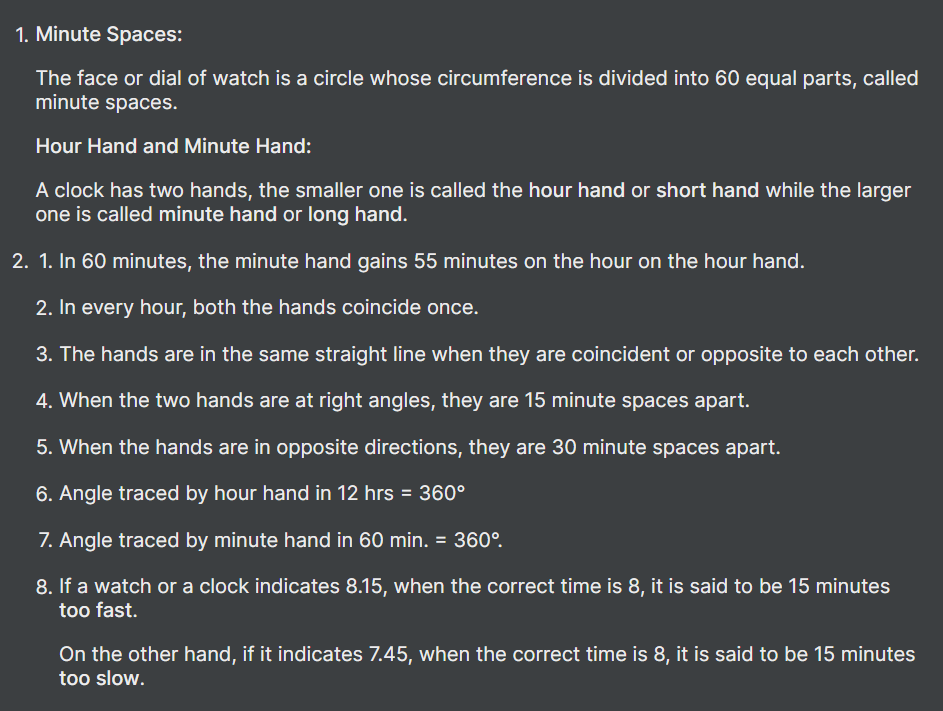 1. Minute Spaces:
The face or dial of watch is a circle whose circumference is divided into 60 equal parts, called
minute spaces.
Hour Hand and Minute Hand:
A clock has two hands, the smaller one is called the hour hand or short hand while the larger
one is called minute hand or long hand.
2. 1. In 60 minutes, the minute hand gains 55 minutes on the hour on the hour hand.
2. In every hour, both the hands coincide once.
3. The hands are in the same straight line when they are coincident or opposite to each other.
4. When the two hands are at right angles, they are 15 minute spaces apart.
5. When the hands are in opposite directions, they are 30 minute spaces apart.
6. Angle traced by hour hand in 12 hrs = 360°
7. Angle traced by minute hand in 60 min. = 360°.
8. If a watch or a clock indicates 8.15, when the correct time is 8, it is said to be 15 minutes
too fast.
On the other hand, if it indicates 7.45, when the correct time is 8, it is said to be 15 minutes
too slow.